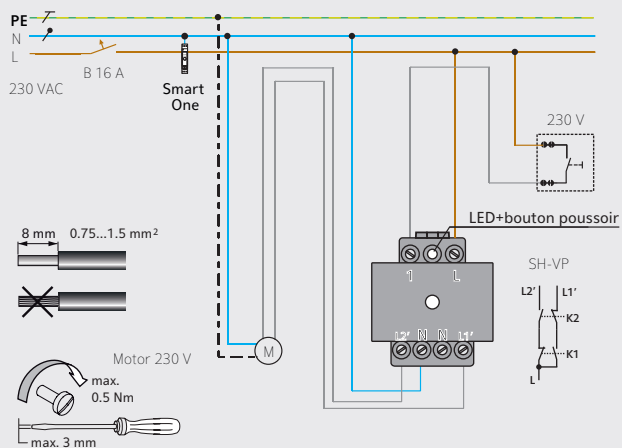 PE
N
L
230 VAC
B 16 A
Smart
One
230 V
LED+bouton poussoir
8 mm
0.75...1.5 mm²
1
L
SH-VP
L2'
L1'
K2
K1
L
L2'
N
N
L1'
M
Motor 230 V
max.
0.5 Nm
max. 3 mm